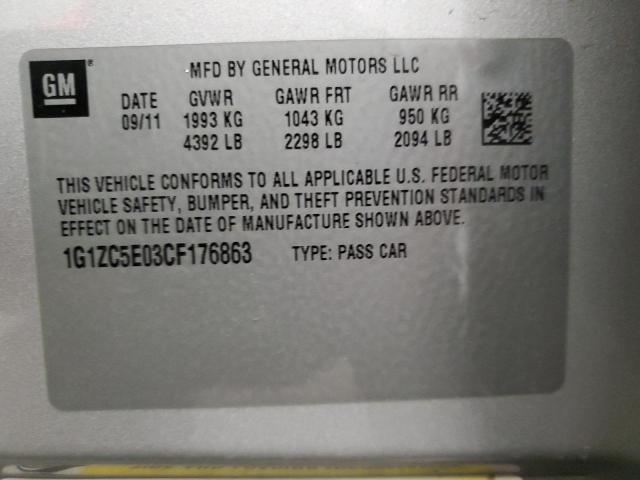 GM®
MFD BY GENERAL MOTORS LLC
DATE GVWR GAWR FRT GAWR RR
09/11 1993 KG 1043 KG 950 KG
4392 LB 2298 LB 2094 LB
THIS VEHICLE CONFORMS TO ALL APPLICABLE U.S. FEDERAL MOTOR
VEHICLE SAFETY, BUMPER, AND THEFT PREVENTION STANDARDS IN
EFFECT ON THE DATE OF MANUFACTURE SHOWN ABOVE.
1G1ZC5E03CF176863 TYPE: PASS CAR